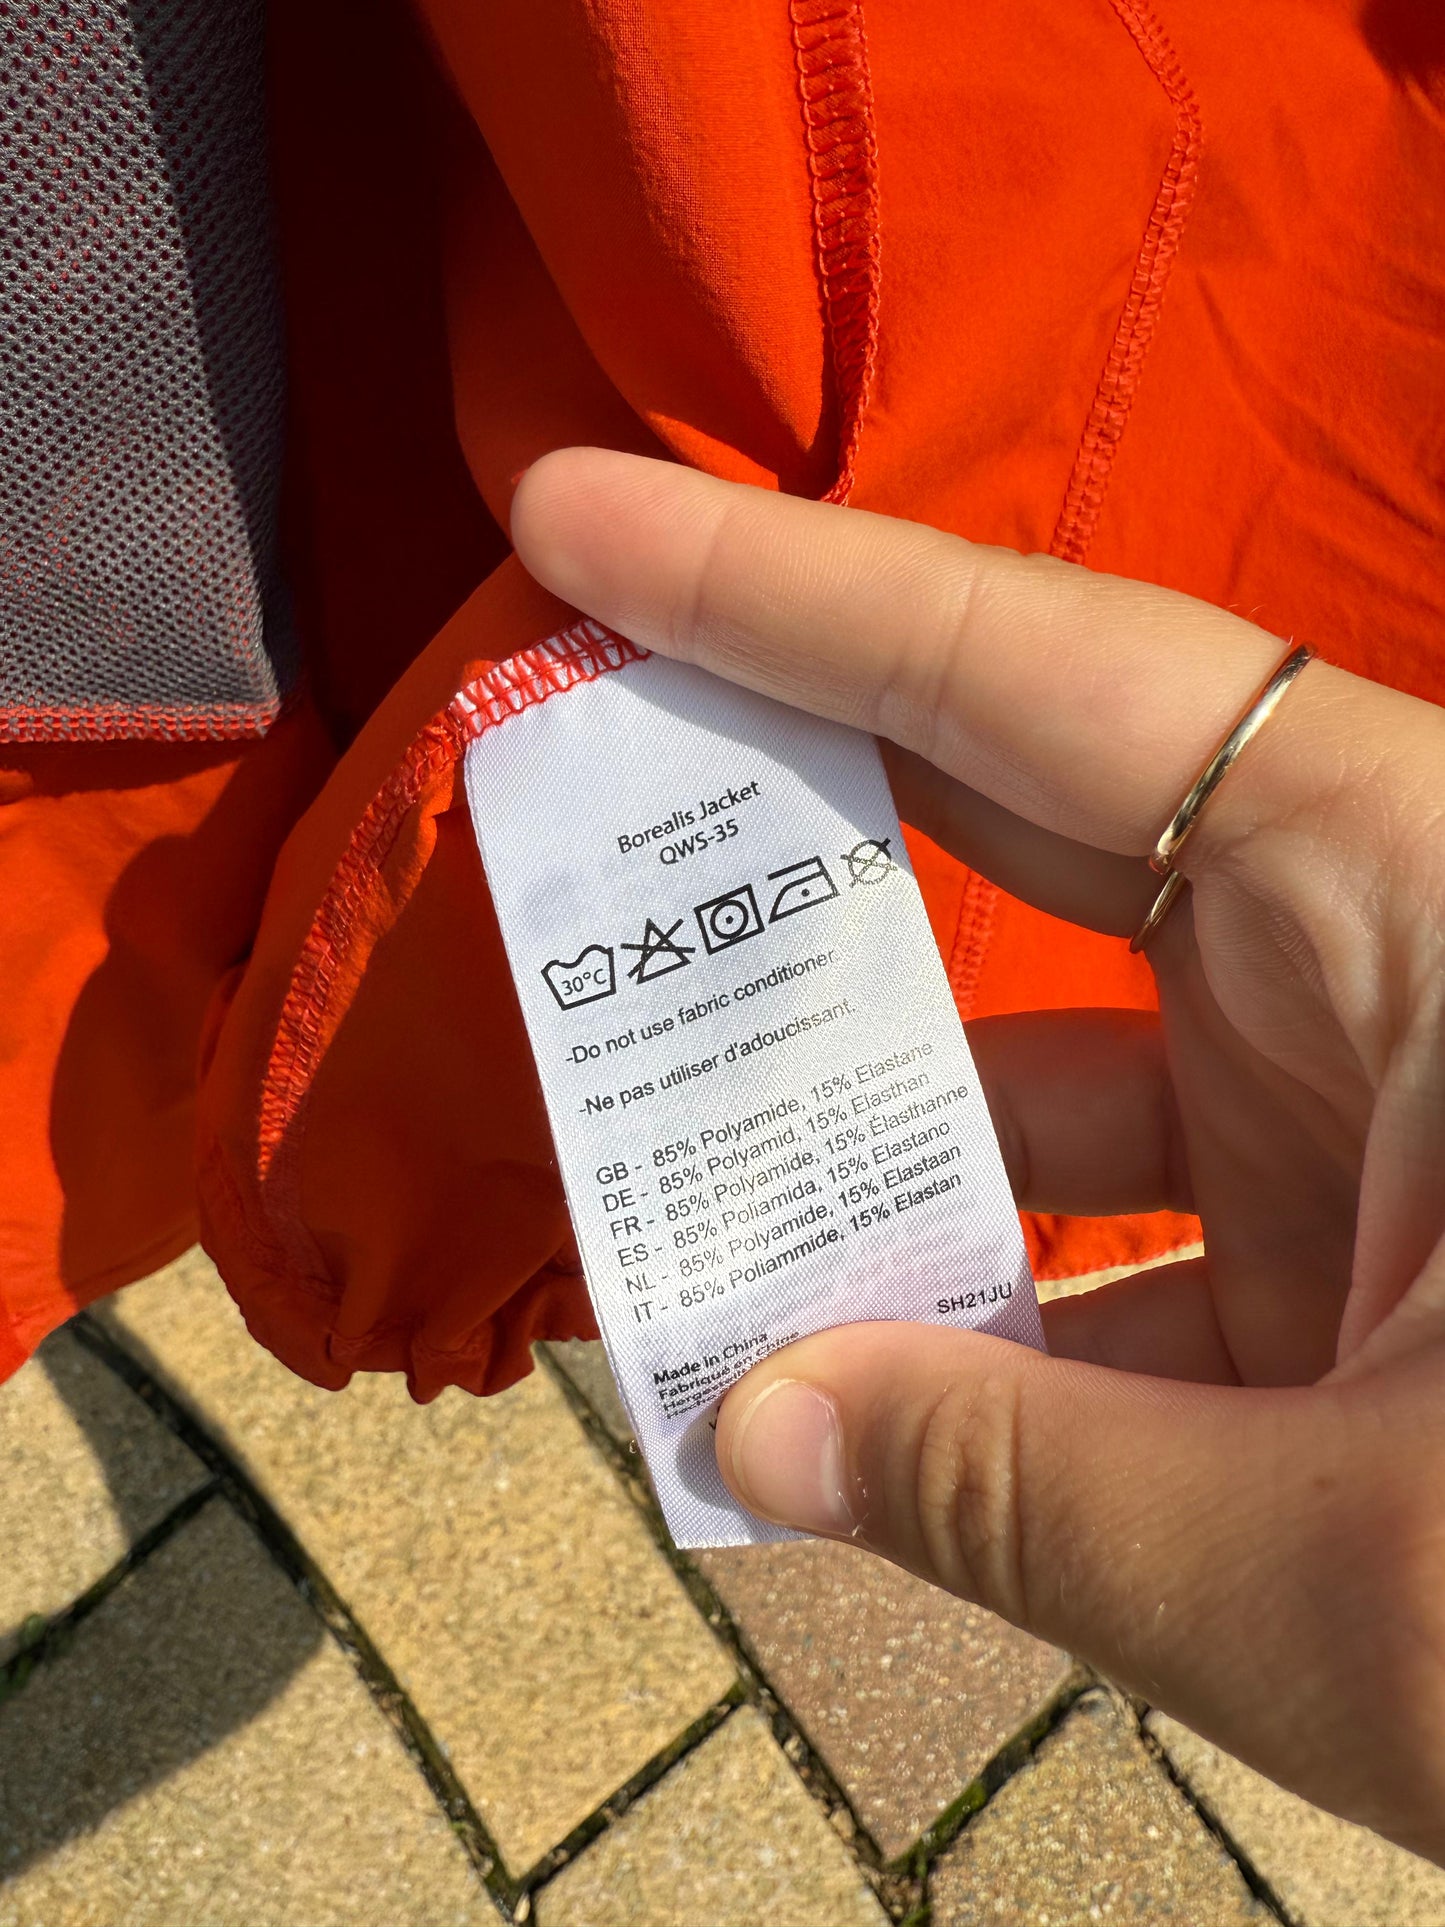 Borealis Jacket
QWS-35
30°C
-Do not use fabric conditioner
-Ne pas utiliser d'adoucissant.
GB - 85% Polyamide, 15% Elastane
DE - 85% Polyamid, 15% Elasthan
FR - 85% Polyamide, 15% Élasthanne
ES - 85% Poliamida, 15% Elastano
NL - 85% Polyamide, 15% Elastaan
IT - 85% Poliammide, 15% Elastan
SH21JU
Made in China
Fabriqué en Chine